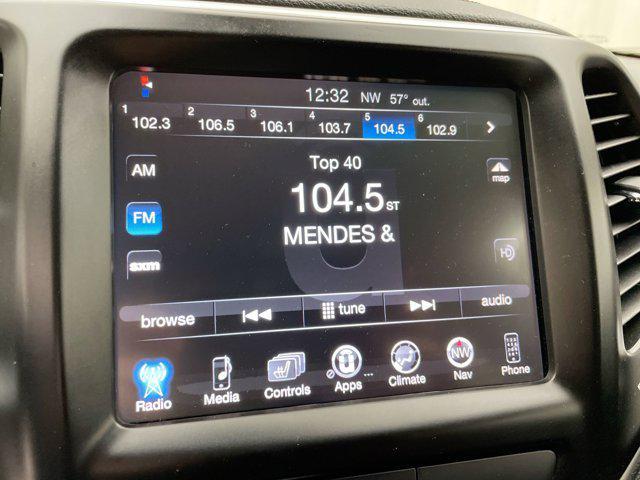 12:32 NW 57° out.
1 102.3 2 106.5 3 106.1 4 103.7 5 104.5 6 102.9
AM
Top 40
map
104.5 ST
FM
MENDES &
HD
sxm
browse tune audio
Radio Media Controls Apps ... Climate NW Nav Phone